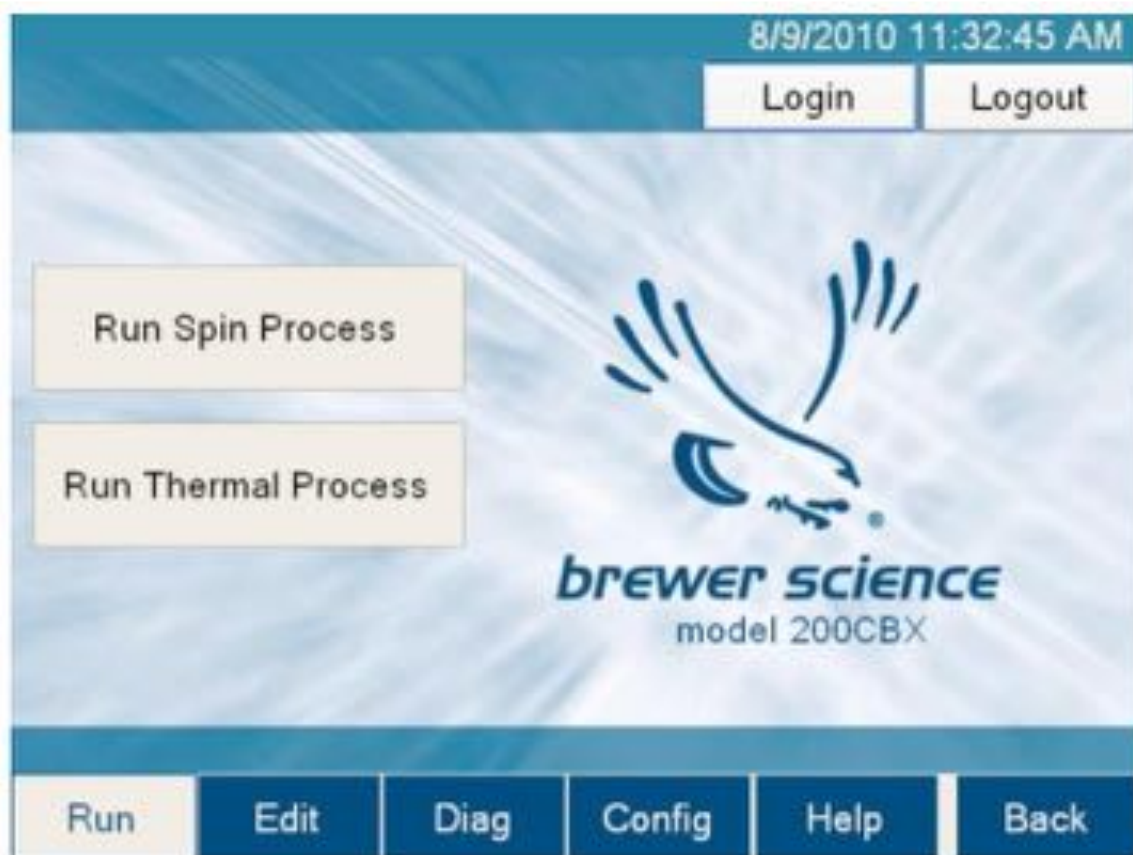 8/9/2010 11:32:45 AM
Login Logout
Run Spin Process
Run Thermal Process
®
brewer science
model 200CBX
Run Edit Diag Config Help Back